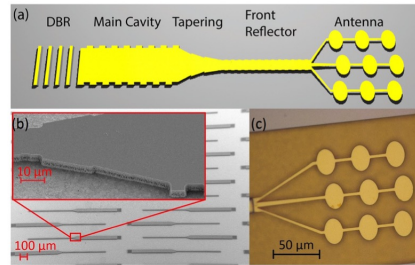 (a)
DBR Main Cavity Tapering Front Reflector Antenna
(b)
10 μm
100 μm
(c)
50 μm